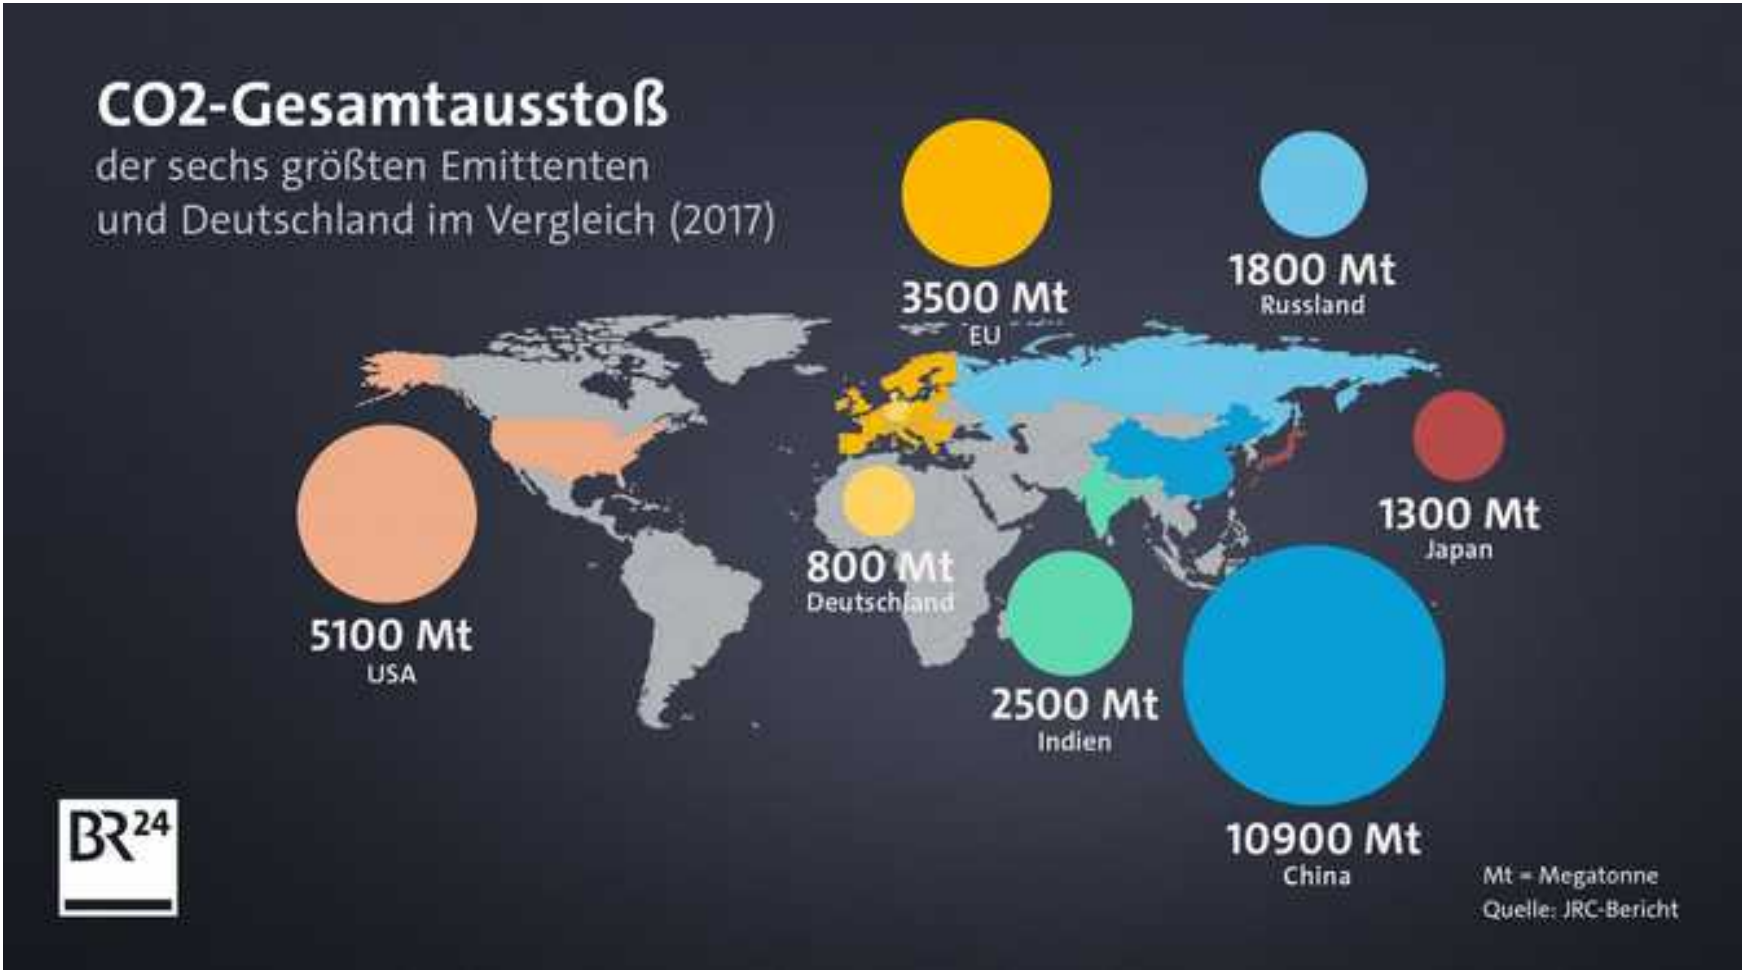 CO2-Gesamtausstoß
der sechs größten Emittenten
und Deutschland im Vergleich (2017)
3500 Mt
EU
1800 Mt
Russland
1300 Mt
Japan
800 Mt
Deutschland
5100 Mt
USA
2500 Mt
Indien
10900 Mt
China
BR24
Mt = Megatonne
Quelle: JRC-Bericht